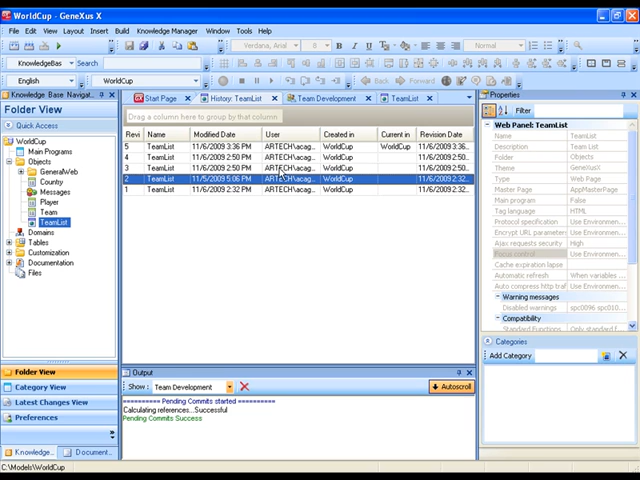 WorldCup - GeneXus X
File Edit View Layout Insert Build Knowledge Manager Window Tools Help
Verdana, Arial 8 Normal
KnowledgeBas Search
English WorldCup Back Forward
Knowledge Base Navigat...
Folder View
Quick Access
WorldCup
Main Programs
Objects
GeneralWeb
Country
Messages
Player
Team
TeamList
Domains
Tables
Customization
Documentation
Files
Folder View
Category View
Latest Changes View
Preferences
Knowledge... Document...
Start Page History: TeamList Team Development TeamList
Drag a column here to group by that column
Revi Name Modified Date User Created in Current in Revision Date
5 TeamList 11/6/2009 3:36 PM ARTECH\acag... WorldCup WorldCup 11/6/2009 3:36...
4 TeamList 11/6/2009 2:50 PM ARTECH\acag... WorldCup 11/6/2009 2:50...
3 TeamList 11/6/2009 2:50 PM ARTECH\acag... WorldCup 11/6/2009 2:50...
2 TeamList 11/5/2009 5:06 PM ARTECH\acag... WorldCup 11/6/2009 2:32...
1 TeamList 11/6/2009 2:32 PM ARTECH\acag... WorldCup 11/6/2009 2:32...
Output
Show : Team Development Autoscroll
========== Pending Commits started ==========
Calculating references...Successful
Pending Commits Success
Properties
Filter
Web Panel: TeamList
Name TeamList
Description Team List
Folder Objects
Type Web Page
Master Page AppMasterPage
Main program False
Tag language HTML
Protocol specification Use Environmen...
Encrypt URL parameters Use Environmen...
Ajax requests security High
Focus control Use Environmen...
Cache expiration lapse
Automatic refresh When variables ...
Auto compress http traf Use Environmen...
Warning messages
Disabled warnings spc0096 spc010...
Compatibility
Standard Functions Only standard f...
Categories
Add Category
C:\Models\WorldCup